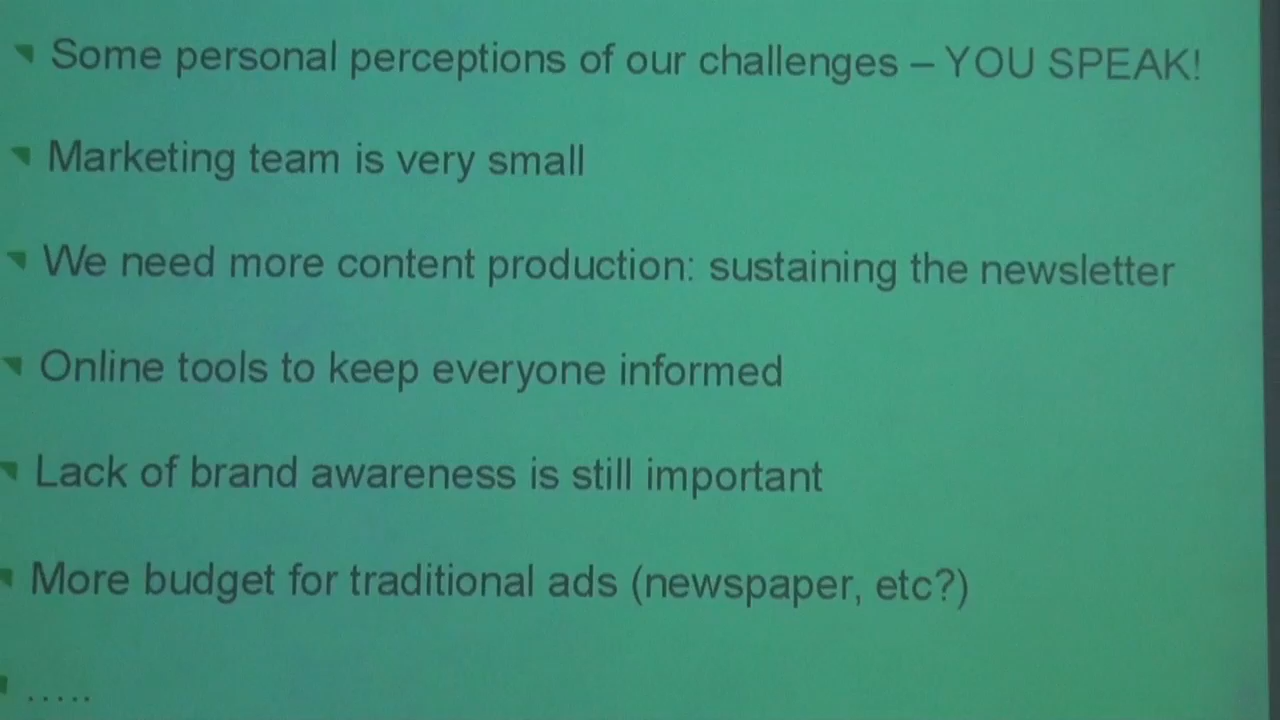 Some personal perceptions of our challenges – YOU SPEAK!
Marketing team is very small
We need more content production: sustaining the newsletter
Online tools to keep everyone informed
Lack of brand awareness is still important
More budget for traditional ads (newspaper, etc?)
.....